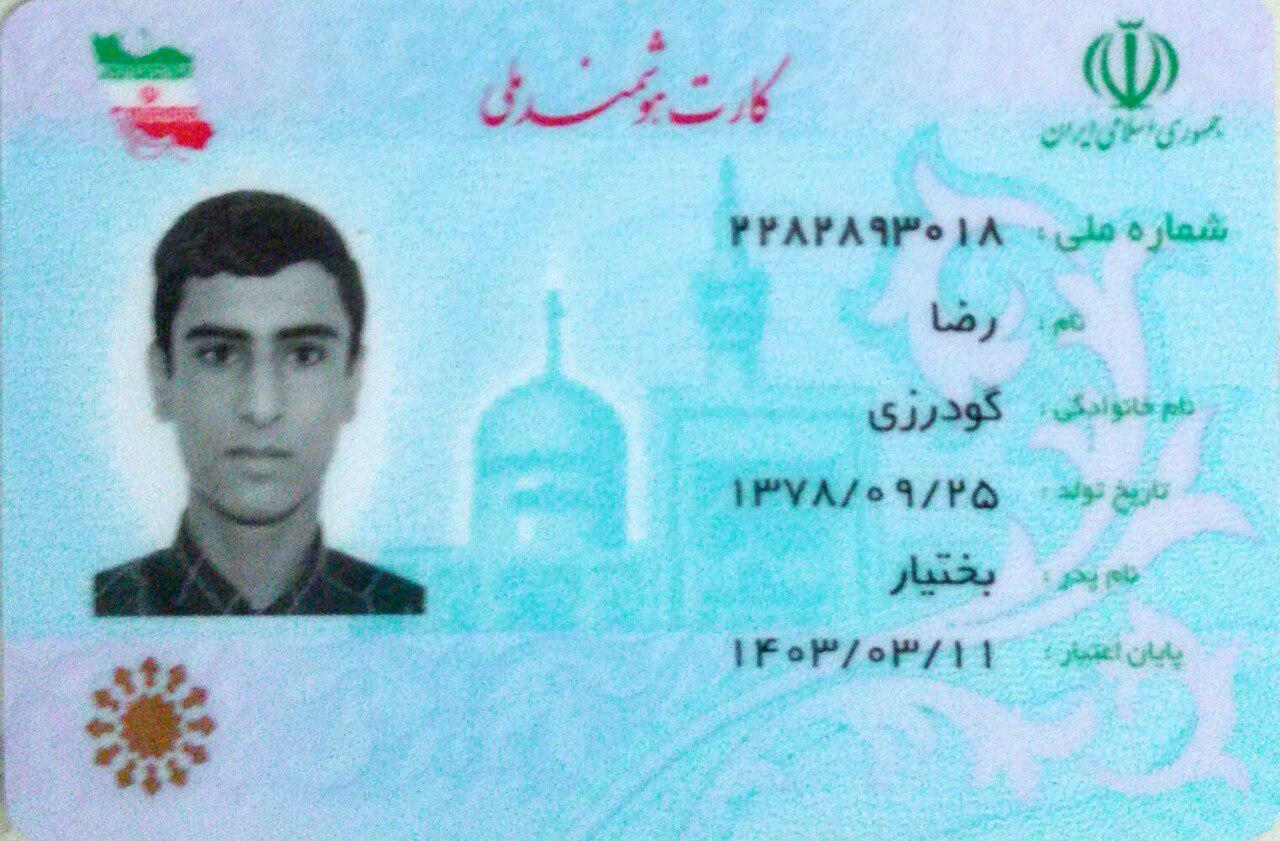 کارت هوشمند ملی
جمهوری اسلامی ایران
شماره ملی: ۲۲۸۲۸۹۳۰۱۸
نام: رضا
نام خانوادگی: گودرزی
تاریخ تولد: ۱۳۷۸/۰۹/۲۵
نام پدر: بختیار
پایان اعتبار: ۱۴۰۳/۰۳/۱۱